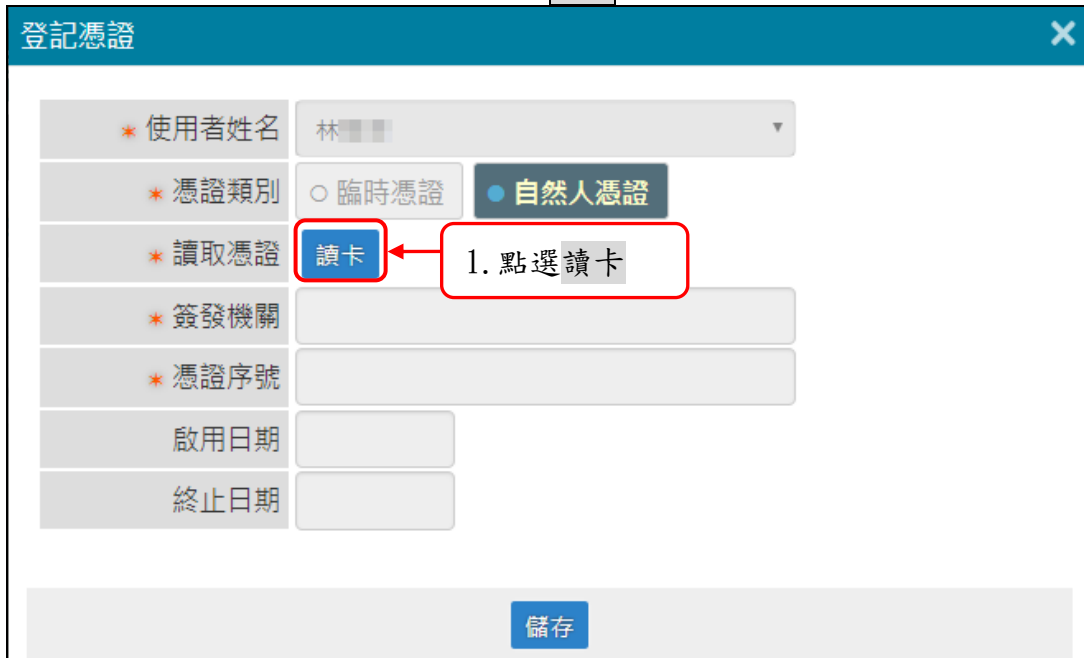 登記憑證
* 使用者姓名 林
* 憑證類別 臨時憑證 自然人憑證
* 讀取憑證 讀卡 1.點選讀卡
* 簽發機關
* 憑證序號
啟用日期
終止日期
儲存